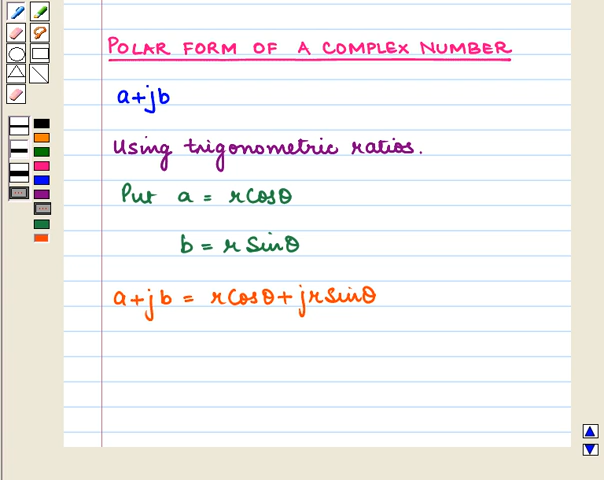 POLAR FORM OF A COMPLEX NUMBER
a+jb
Using trigonometric ratios.
Put a = rcosθ
b = r sinθ
a+jb = rcosθ+jrsinθ